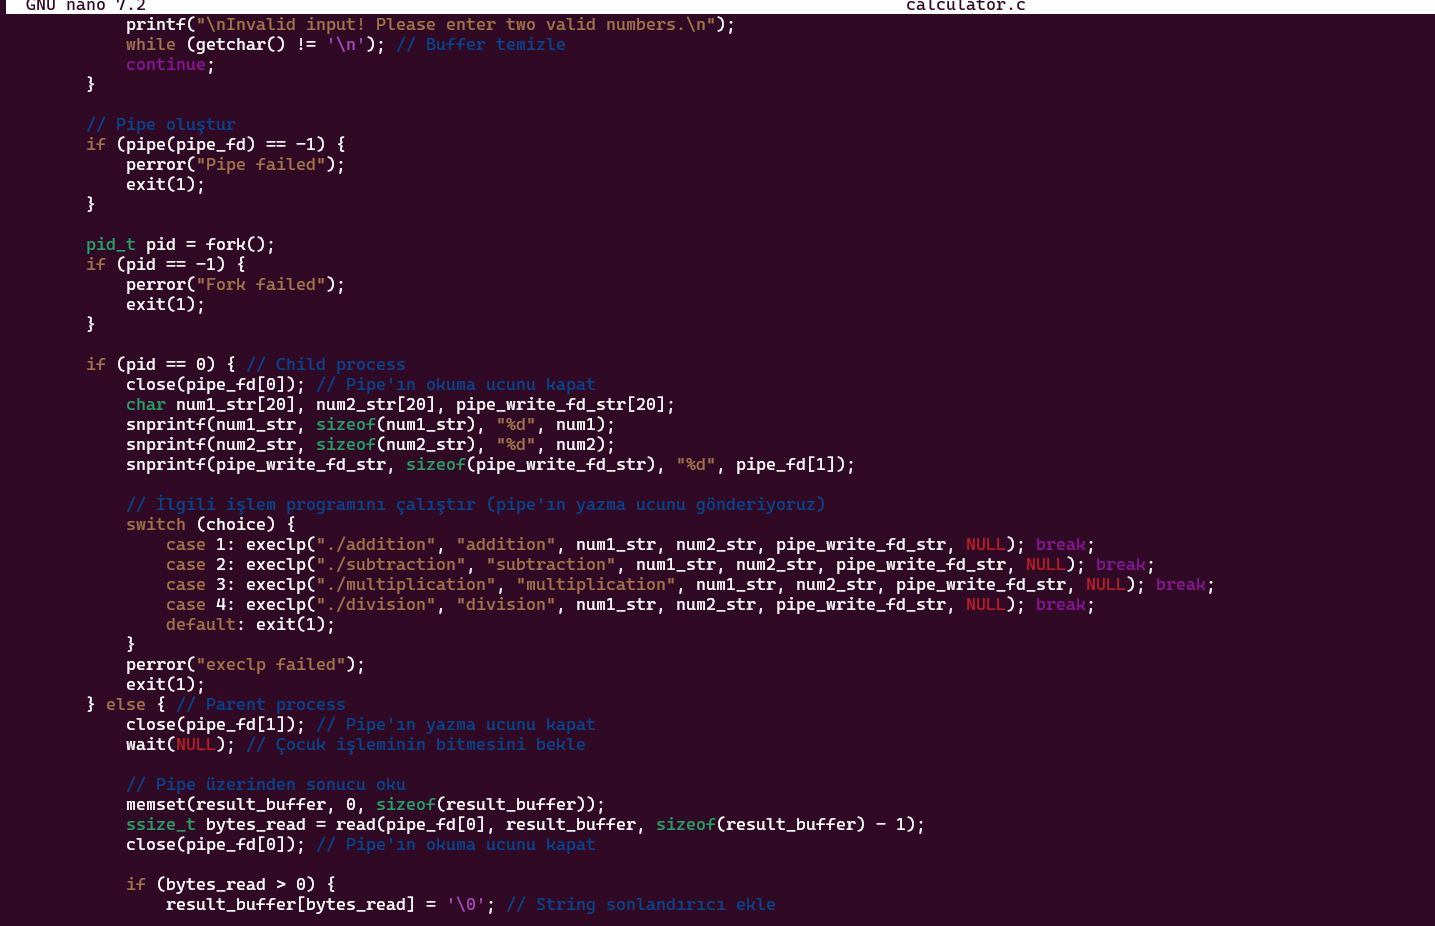 GNU nano 7.2 calculator.c
printf("\nInvalid input! Please enter two valid numbers.\n");
while (getchar() != '\n'); // Buffer temizle
continue;
}
// Pipe oluştur
if (pipe(pipe_fd) == -1) {
perror("Pipe failed");
exit(1);
}
pid_t pid = fork();
if (pid == -1) {
perror("Fork failed");
exit(1);
}
if (pid == 0) { // Child process
close(pipe_fd[0]); // Pipe'ın okuma ucunu kapat
char num1_str[20], num2_str[20], pipe_write_fd_str[20];
snprintf(num1_str, sizeof(num1_str), "%d", num1);
snprintf(num2_str, sizeof(num2_str), "%d", num2);
snprintf(pipe_write_fd_str, sizeof(pipe_write_fd_str), "%d", pipe_fd[1]);
// İlgili işlem programını çalıştır (pipe'ın yazma ucunu gönderiyoruz)
switch (choice) {
case 1: execlp("./addition", "addition", num1_str, num2_str, pipe_write_fd_str, NULL); break;
case 2: execlp("./subtraction", "subtraction", num1_str, num2_str, pipe_write_fd_str, NULL); break;
case 3: execlp("./multiplication", "multiplication", num1_str, num2_str, pipe_write_fd_str, NULL); break;
case 4: execlp("./division", "division", num1_str, num2_str, pipe_write_fd_str, NULL); break;
default: exit(1);
}
perror("execlp failed");
exit(1);
} else { // Parent process
close(pipe_fd[1]); // Pipe'ın yazma ucunu kapat
wait(NULL); // Çocuk işleminin bitmesini bekle
// Pipe üzerinden sonucu oku
memset(result_buffer, 0, sizeof(result_buffer));
ssize_t bytes_read = read(pipe_fd[0], result_buffer, sizeof(result_buffer) - 1);
close(pipe_fd[0]); // Pipe'ın okuma ucunu kapat
if (bytes_read > 0) {
result_buffer[bytes_read] = '\0'; // String sonlandırıcı ekle